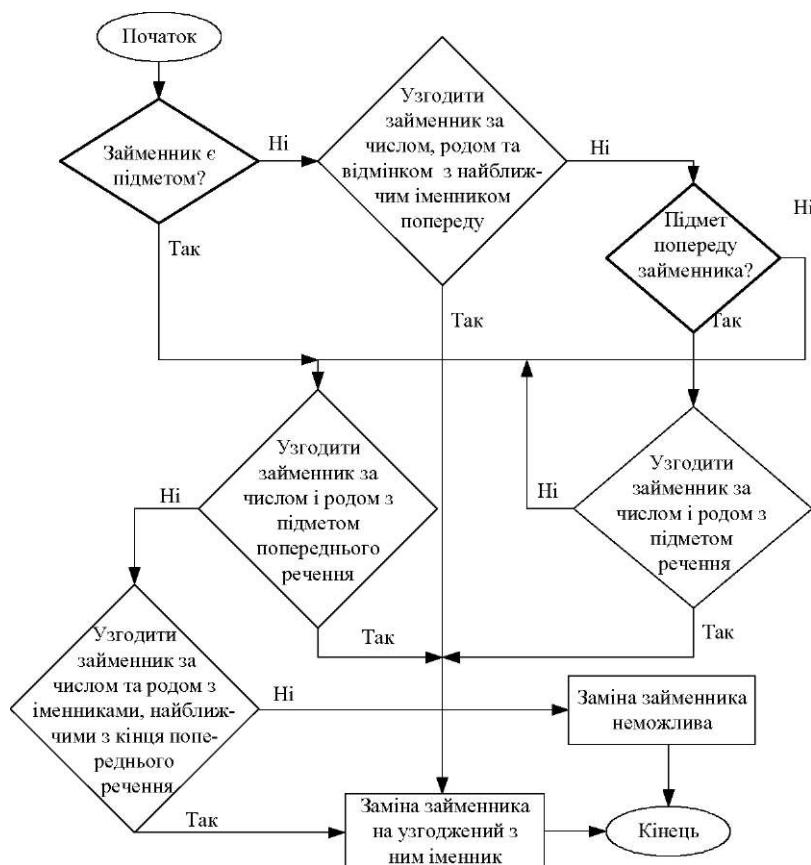 Початок
Займенник є
підметом?
Ні
Так
Узгодити
займенник за
числом, родом та
відмінком з найближ-
чим іменником
попереду
Ні
Так
Підмет
попереду
займенника?
Ні
Так
Узгодити
займенник за
числом і родом з
підметом
попереднього
речення
Ні
Так
Узгодити
займенник за
числом і родом з
підметом
речення
Ні
Так
Узгодити
займенник за
числом та родом з
іменниками, найближ-
чими з кінця попе-
реднього
речення
Ні
Так
Заміна займенника
неможлива
Заміна займенника
на узгоджений з
ним іменник
Кінець